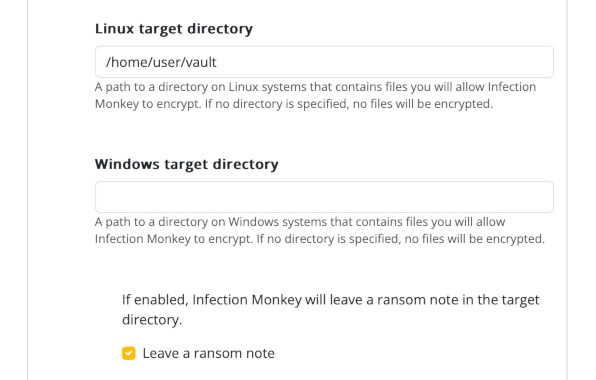 Linux target directory
/home/user/vault
A path to a directory on Linux systems that contains files you will allow Infection
Monkey to encrypt. If no directory is specified, no files will be encrypted.
Windows target directory
A path to a directory on Windows systems that contains files you will allow
Infection Monkey to encrypt. If no directory is specified, no files will be encrypted.
If enabled, Infection Monkey will leave a ransom note in the target
directory.
Leave a ransom note